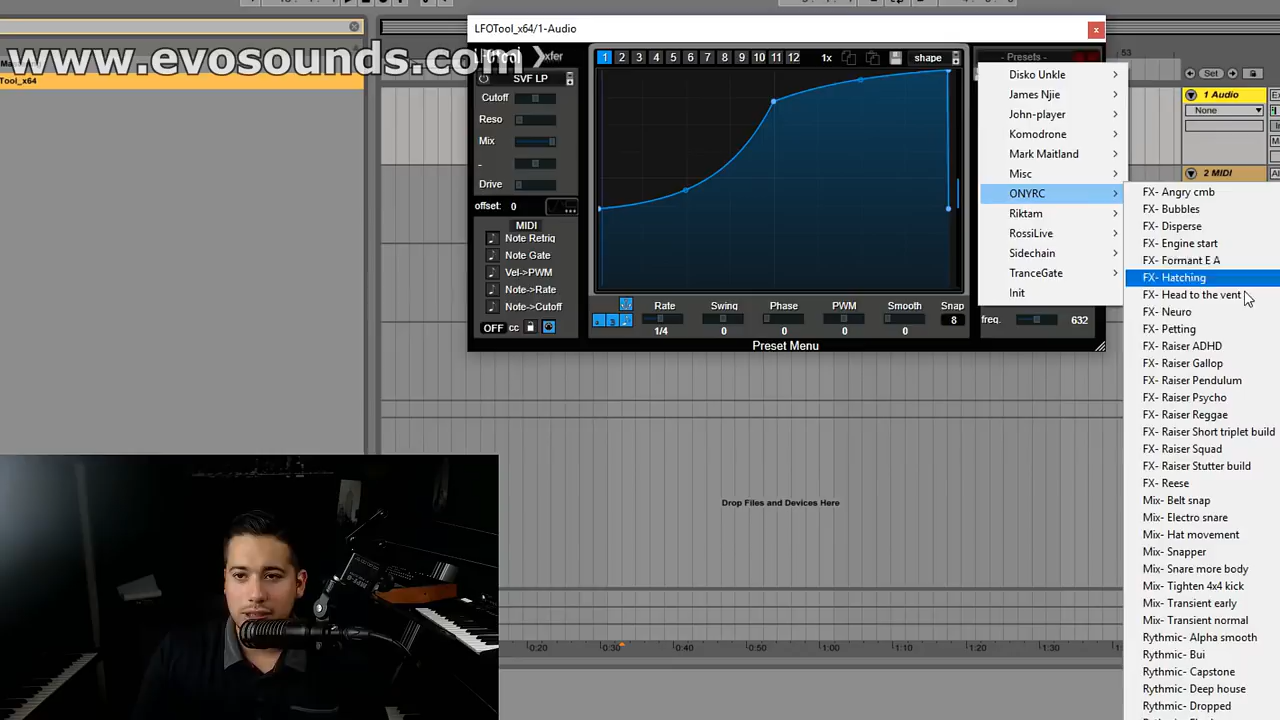 LFOTool_x64/1-Audio
x
www.evosounds.com
xfer
Tool_x64
1 2 3 4 5 6 7 8 9 10 11 12
1x
shape
- Presets -
53
Set
SVF LP
Cutoff
Reso
Mix
-
Drive
offset: 0
MIDI
Note Retrig
Note Gate
Vel->PWM
Note->Rate
Note->Cutoff
OFF cc
Rate Swing Phase PWM Smooth Snap
1/4 0 0 0 0 8
freq. 632
Preset Menu
Disko Unkle
James Njie
John-player
Komodrone
Mark Maitland
Misc
ONYRC
Riktam
RossiLive
Sidechain
TranceGate
Init
1 Audio
None
2 MIDI
FX- Angry cmb
FX- Bubbles
FX- Disperse
FX- Engine start
FX- Formant E A
FX- Hatching
FX- Head to the vent
FX- Neuro
FX- Petting
FX- Raiser ADHD
FX- Raiser Gallop
FX- Raiser Pendulum
FX- Raiser Psycho
FX- Raiser Reggae
FX- Raiser Short triplet build
FX- Raiser Squad
FX- Raiser Stutter build
FX- Reese
Mix- Belt snap
Mix- Electro snare
Mix- Hat movement
Mix- Snapper
Mix- Snare more body
Mix- Tighten 4x4 kick
Mix- Transient early
Mix- Transient normal
Rythmic- Alpha smooth
Rythmic- Bui
Rythmic- Capstone
Rythmic- Deep house
Rythmic- Dropped
Drop Files and Devices Here
0:20 0:30 0:40 0:50 1:00 1:10 1:20 1:30